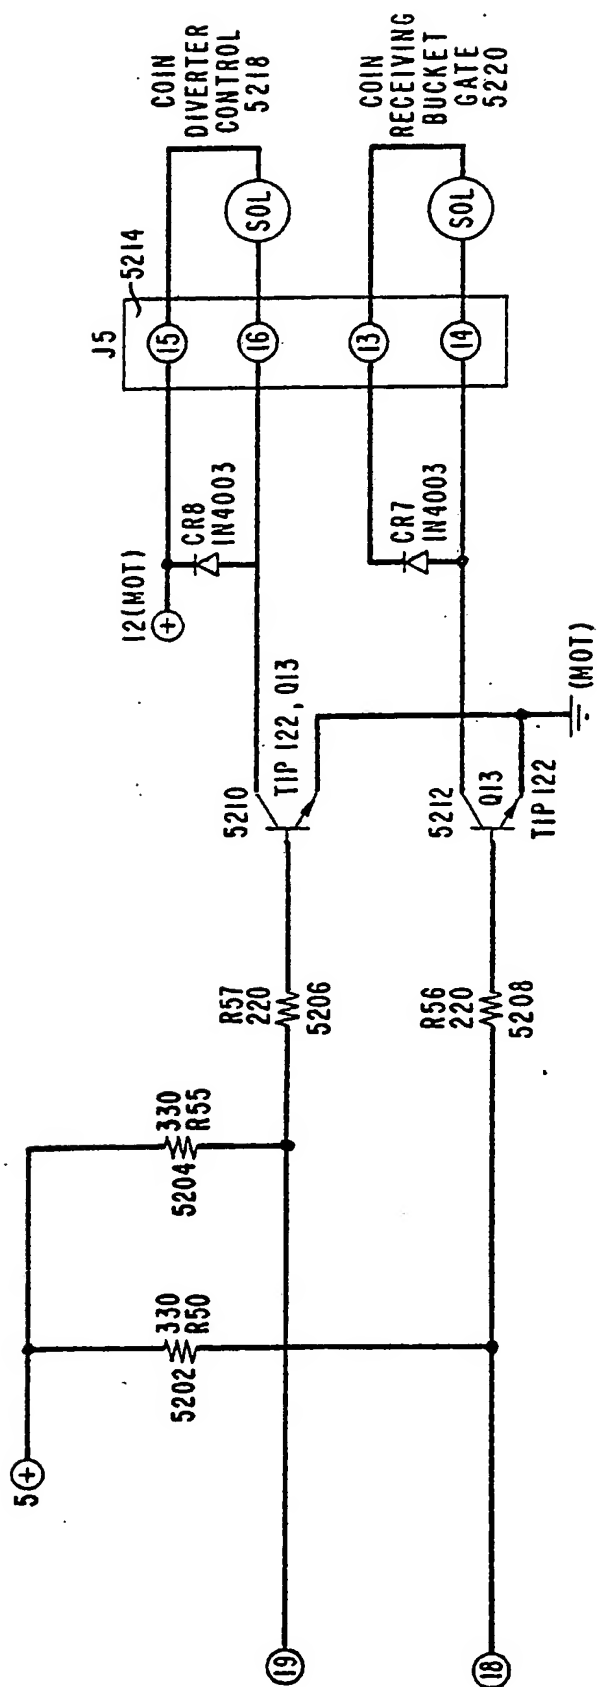 COIN
DIVERTER
CONTROL
5218
COIN
RECEIVING
BUCKET
GATE
5220
SOL
SOL
5214
J5
15
16
13
14
12(MOT)
+
CR8
IN4003
CR7
IN4003
5210
TIP 122, Q13
5212
Q13
TIP 122
(MOT)
R57
220
5206
R56
220
5208
330
R55
5204
330
R50
5202
5
+
19
18